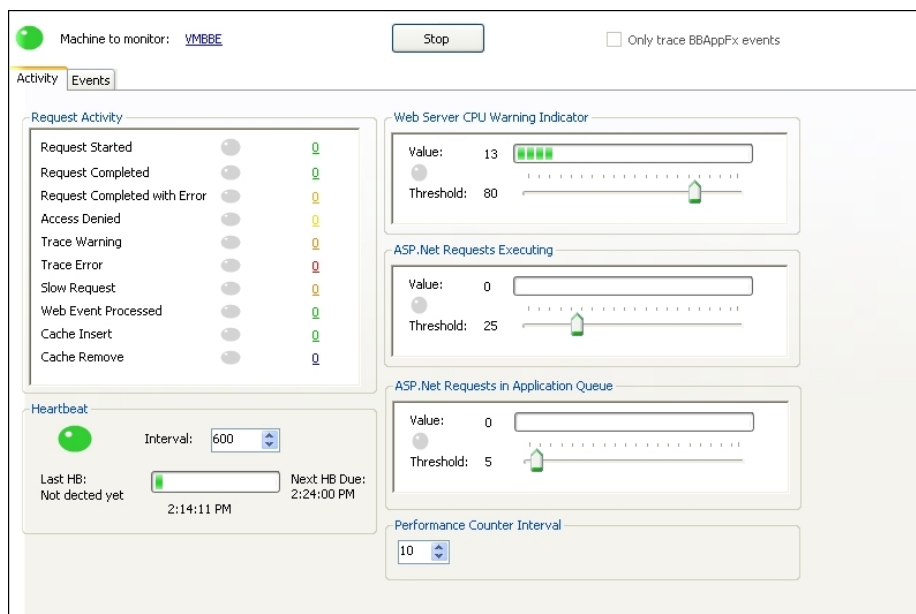 Machine to monitor: VMBBE Stop Only trace BBAppFx events
Activity Events
Request Activity
Request Started 0
Request Completed 0
Request Completed with Error 0
Access Denied 0
Trace Warning 0
Trace Error 0
Slow Request 0
Web Event Processed 0
Cache Insert 0
Cache Remove 0
Heartbeat
Interval: 600
Last HB: Next HB Due:
Not dected yet 2:24:00 PM
2:14:11 PM
Web Server CPU Warning Indicator
Value: 13
Threshold: 80
ASP.Net Requests Executing
Value: 0
Threshold: 25
ASP.Net Requests in Application Queue
Value: 0
Threshold: 5
Performance Counter Interval
10